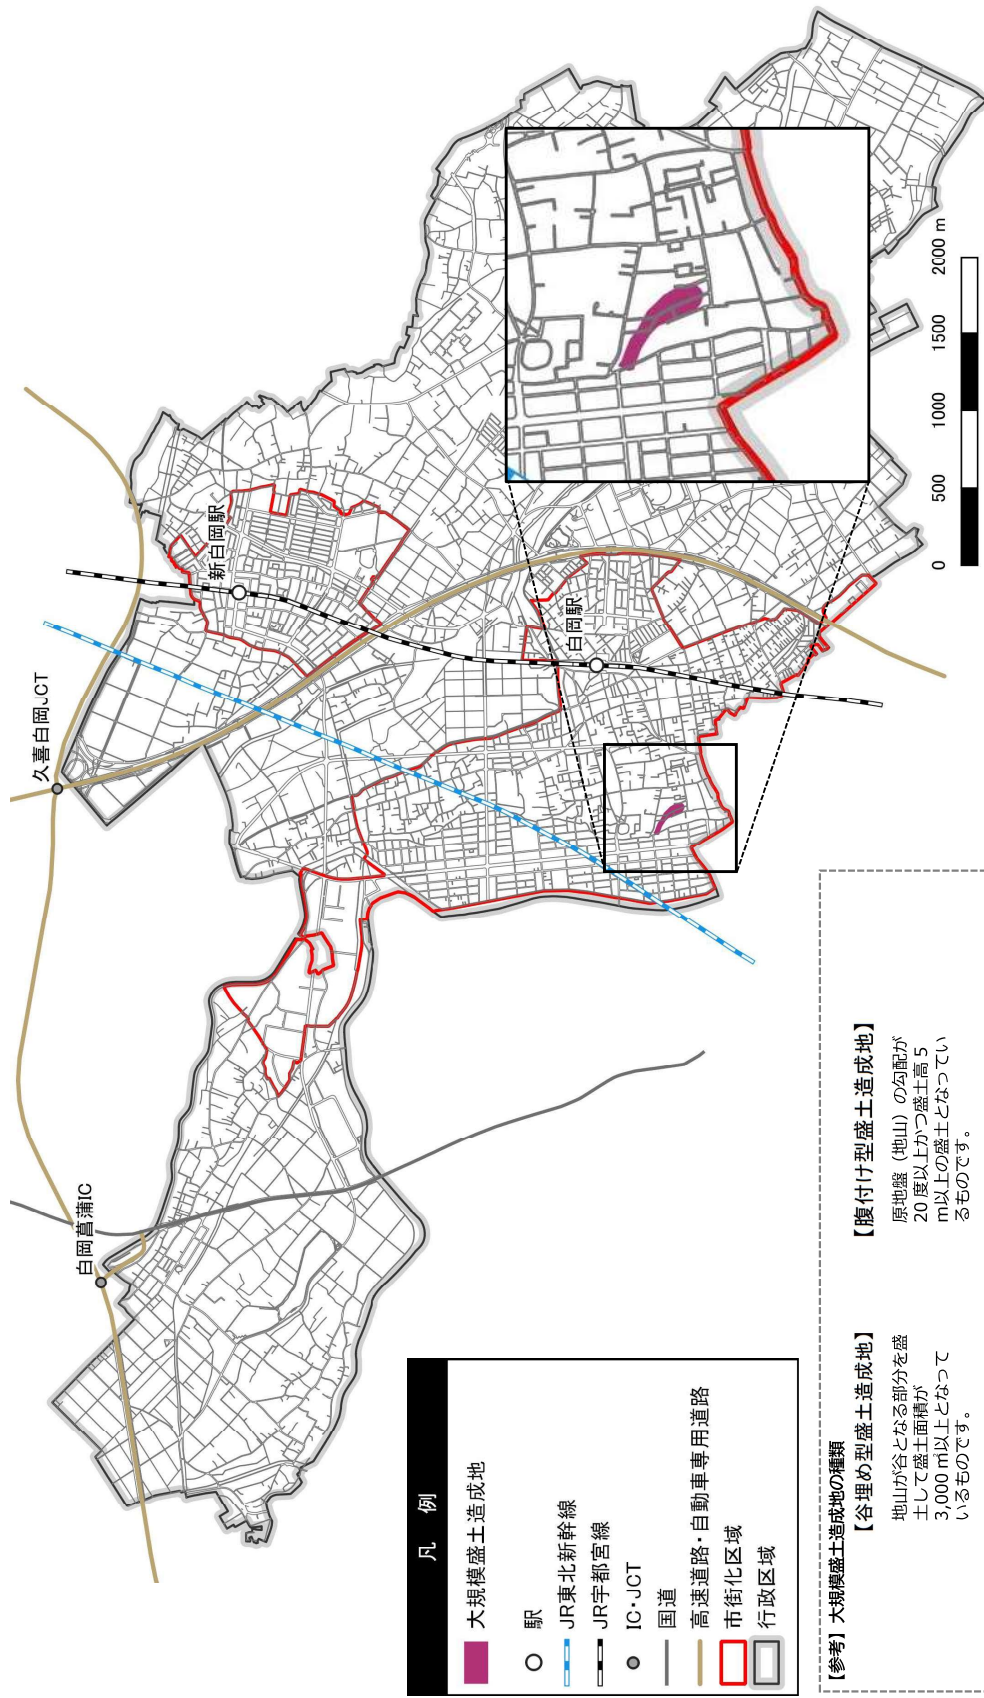 久喜白岡JCT
新白岡駅
白岡駅
白岡菖蒲IC
0 500 1000 1500 2000 m
凡 例
大規模盛土造成地
駅
JR東北新幹線
JR宇都宮線
IC・JCT
国道
高速道路・自動車専用道路
市街化区域
行政区域
【参考】大規模盛土造成地の種類
【谷埋め型盛土造成地】
地山が谷となる部分を盛
土して盛土面積が
3,000 ㎡以上となって
いるものです。
【腹付け型盛土造成地】
原地盤（地山）の勾配が
20 度以上かつ盛土高 5
m以上の盛土となってい
るものです。